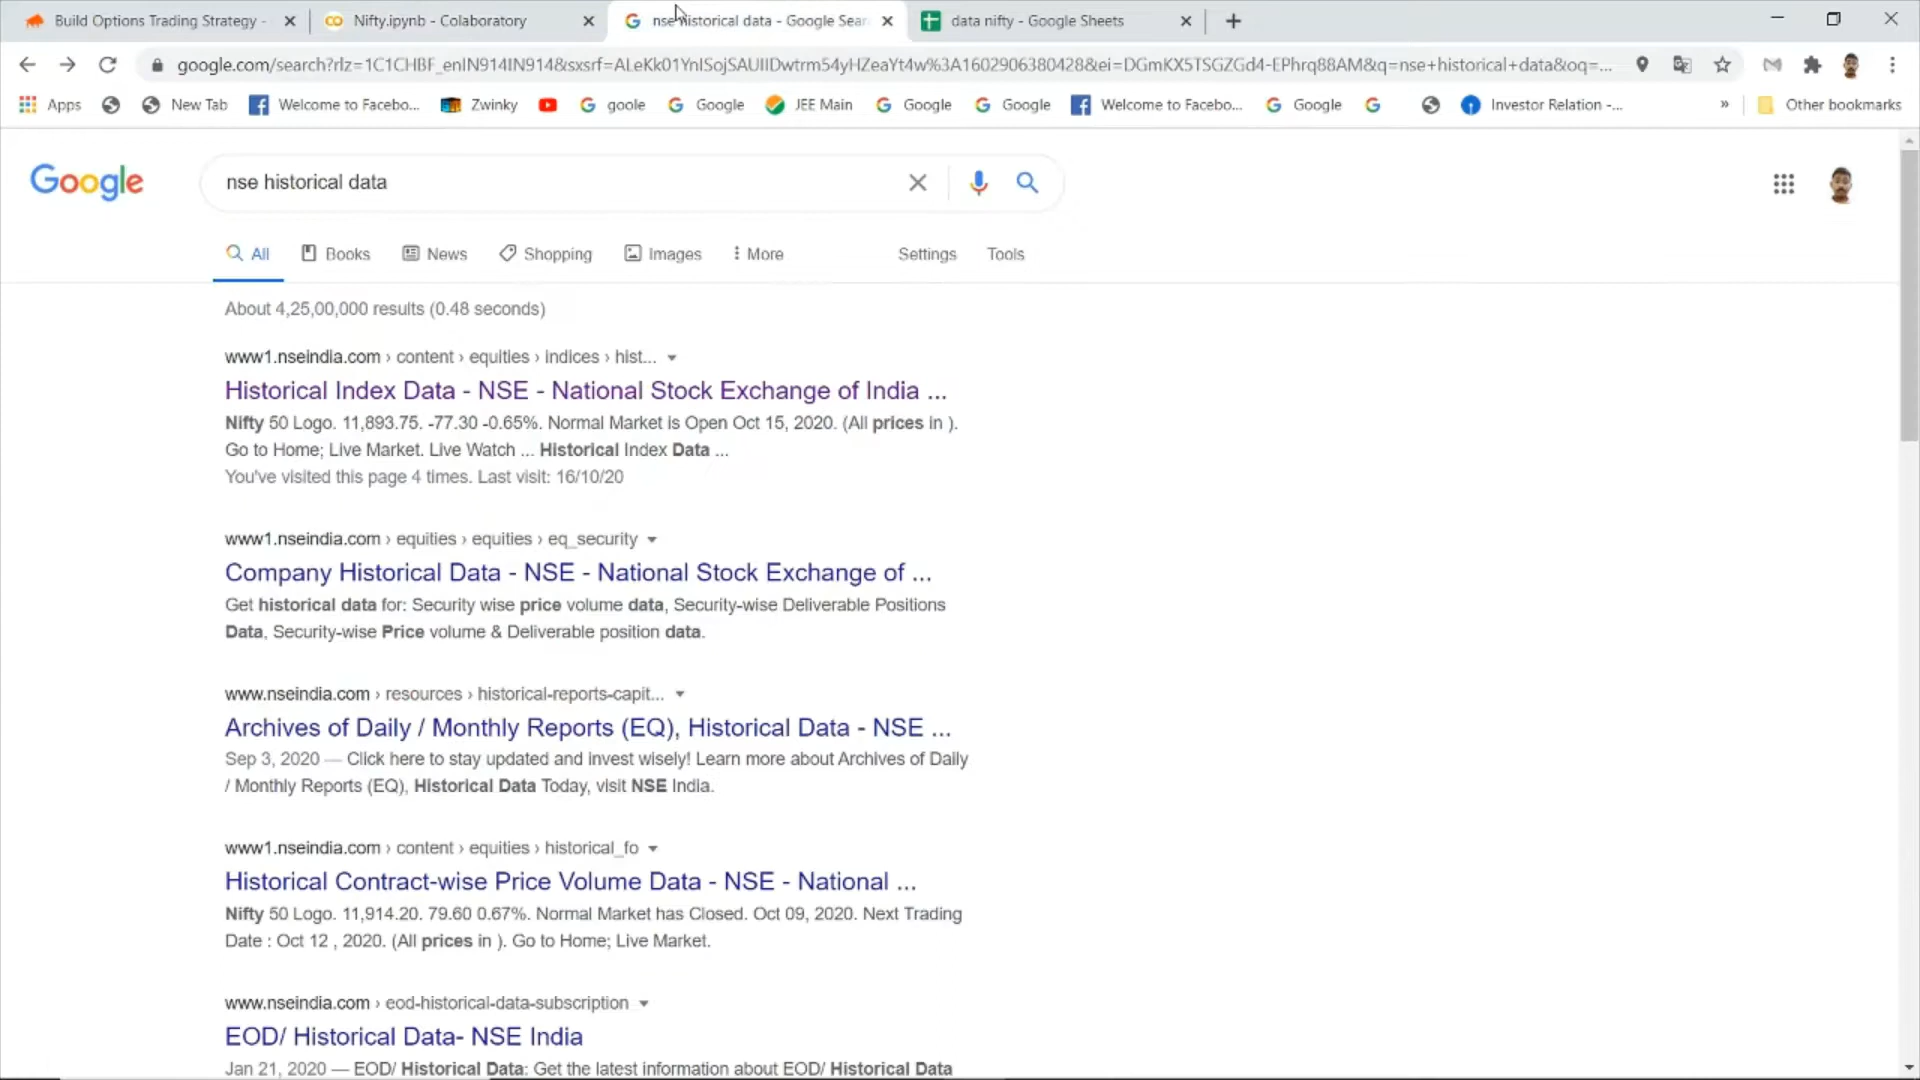 Build Options Trading Strategy -
Nifty.ipynb - Colaboratory
nse historical data - Google Sear
data nifty - Google Sheets
google.com/search?rlz=1C1CHBF_enIN914IN914&sxsrf=ALeKk01YnISojSAUIIDwtrm54yHZeaYt4w%3A1602906380428&ei=DGmKX5TSGZGd4-EPhrq88AM&q=nse+historical+data&oq=...
Apps
New Tab
Welcome to Facebo...
Zwinky
goole
Google
JEE Main
Google
Google
Welcome to Facebo...
Google
Investor Relation -...
»
Other bookmarks
Google
nse historical data
All
Books
News
Shopping
Images
More
Settings
Tools
About 4,25,00,000 results (0.48 seconds)
www1.nseindia.com › content › equities › indices › hist...
Historical Index Data - NSE - National Stock Exchange of India ...
Nifty 50 Logo. 11,893.75. -77.30 -0.65%. Normal Market is Open Oct 15, 2020. (All prices in ).
Go to Home; Live Market. Live Watch ... Historical Index Data ...
You've visited this page 4 times. Last visit: 16/10/20
www1.nseindia.com › equities › equities › eq_security
Company Historical Data - NSE - National Stock Exchange of ...
Get historical data for: Security wise price volume data, Security-wise Deliverable Positions
Data, Security-wise Price volume & Deliverable position data.
www.nseindia.com › resources › historical-reports-capit...
Archives of Daily / Monthly Reports (EQ), Historical Data - NSE ...
Sep 3, 2020 — Click here to stay updated and invest wisely! Learn more about Archives of Daily
/ Monthly Reports (EQ), Historical Data Today, visit NSE India.
www1.nseindia.com › content › equities › historical_fo
Historical Contract-wise Price Volume Data - NSE - National ...
Nifty 50 Logo. 11,914.20. 79.60 0.67%. Normal Market has Closed. Oct 09, 2020. Next Trading
Date : Oct 12 , 2020. (All prices in ). Go to Home; Live Market.
www.nseindia.com › eod-historical-data-subscription
EOD/ Historical Data- NSE India
Jan 21, 2020 — EOD/ Historical Data: Get the latest information about EOD/ Historical Data